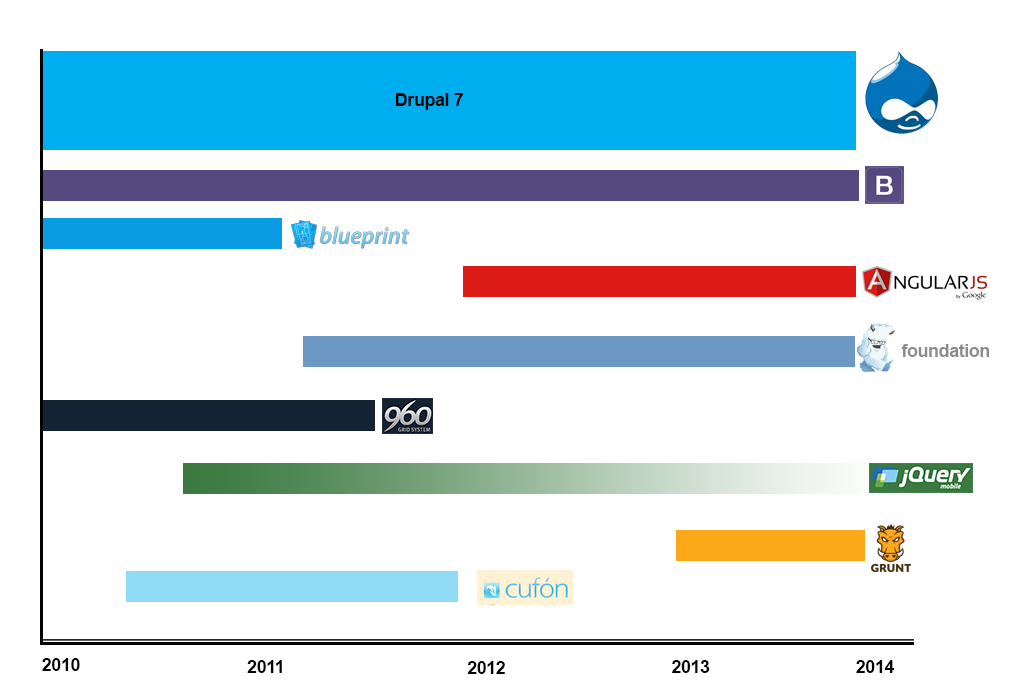 Drupal 7
B
blueprint
ANGULARJS
by Google
foundation
960
GRID SYSTEM
jQuery
mobile
GRUNT
cufón
2010 2011 2012 2013 2014